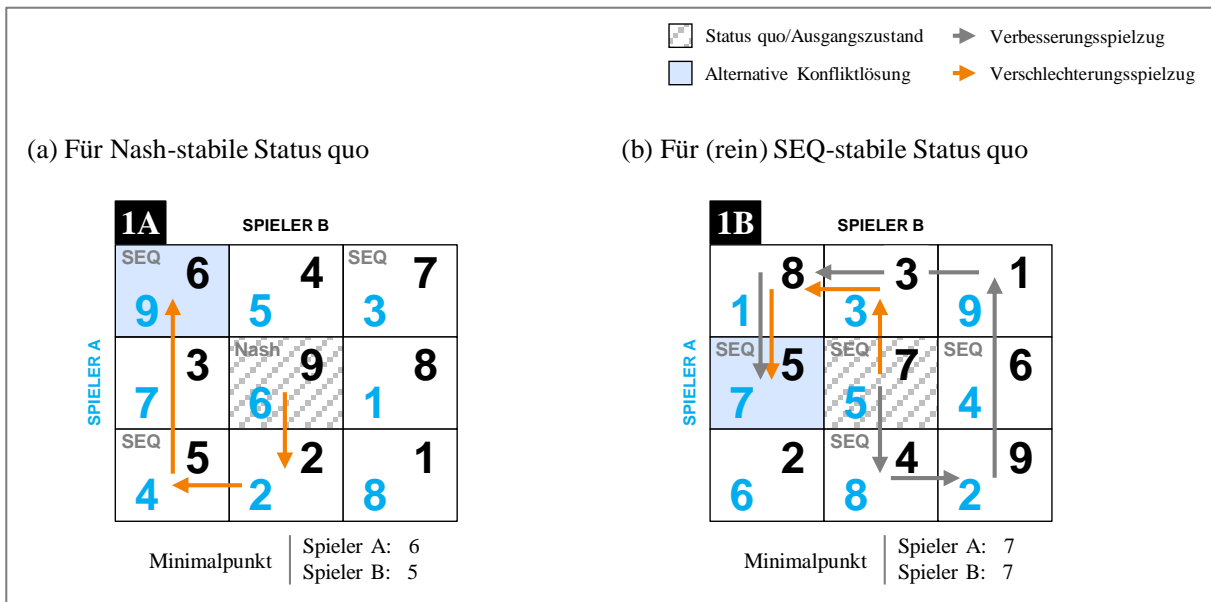 Status quo/Ausgangszustand
Verbesserungsspielzug
Alternative Konfliktlösung
Verschlechterungsspielzug
(a) Für Nash-stabile Status quo
1A
SPIELER B
SPIELER A
SEQ 6 4 SEQ 7
9 5 3
3 Nash 9 8
7 6 1
SEQ 5 2 1
4 2 8
Minimalpunkt
Spieler A: 6
Spieler B: 5
(b) Für (rein) SEQ-stabile Status quo
1B
SPIELER B
SPIELER A
8 3 1
1 3 9
SEQ 5 SEQ 7 SEQ 6
7 5 4
2 SEQ 4 9
6 8 2
Minimalpunkt
Spieler A: 7
Spieler B: 7